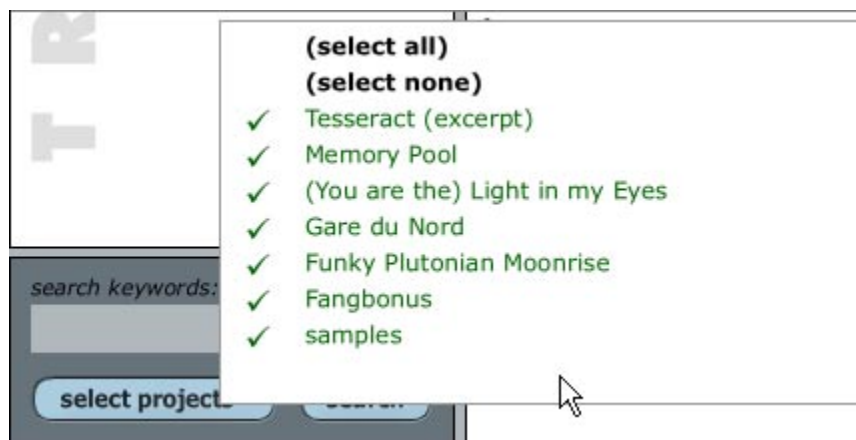 T R
(select all)
(select none)
✓ Tesseract (excerpt)
✓ Memory Pool
✓ (You are the) Light in my Eyes
✓ Gare du Nord
✓ Funky Plutonian Moonrise
✓ Fangbonus
✓ samples
search keywords:
select projects
search